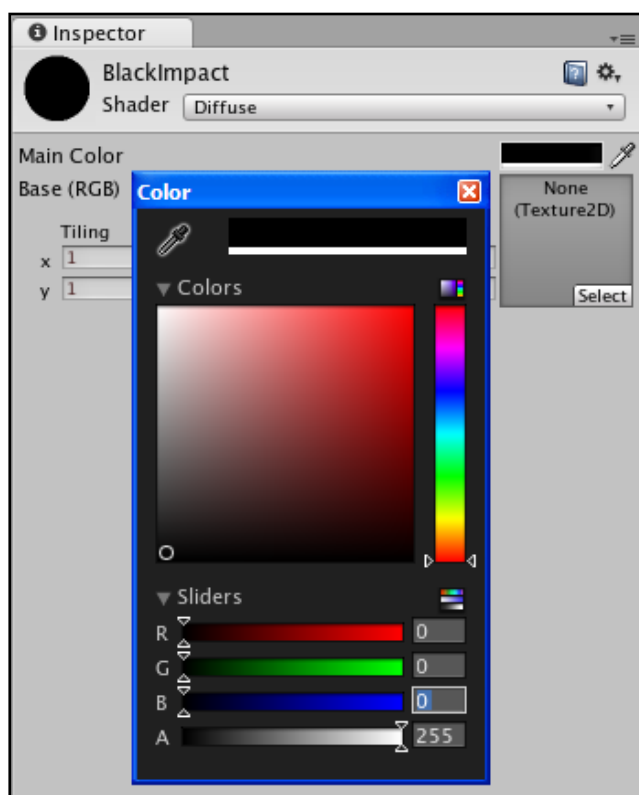 Inspector
BlackImpact
Shader Diffuse
Main Color
Base (RGB)
None
(Texture2D)
Tiling
x 1
y 1
Select
Color
Colors
Sliders
R 0
G 0
B 0
A 255